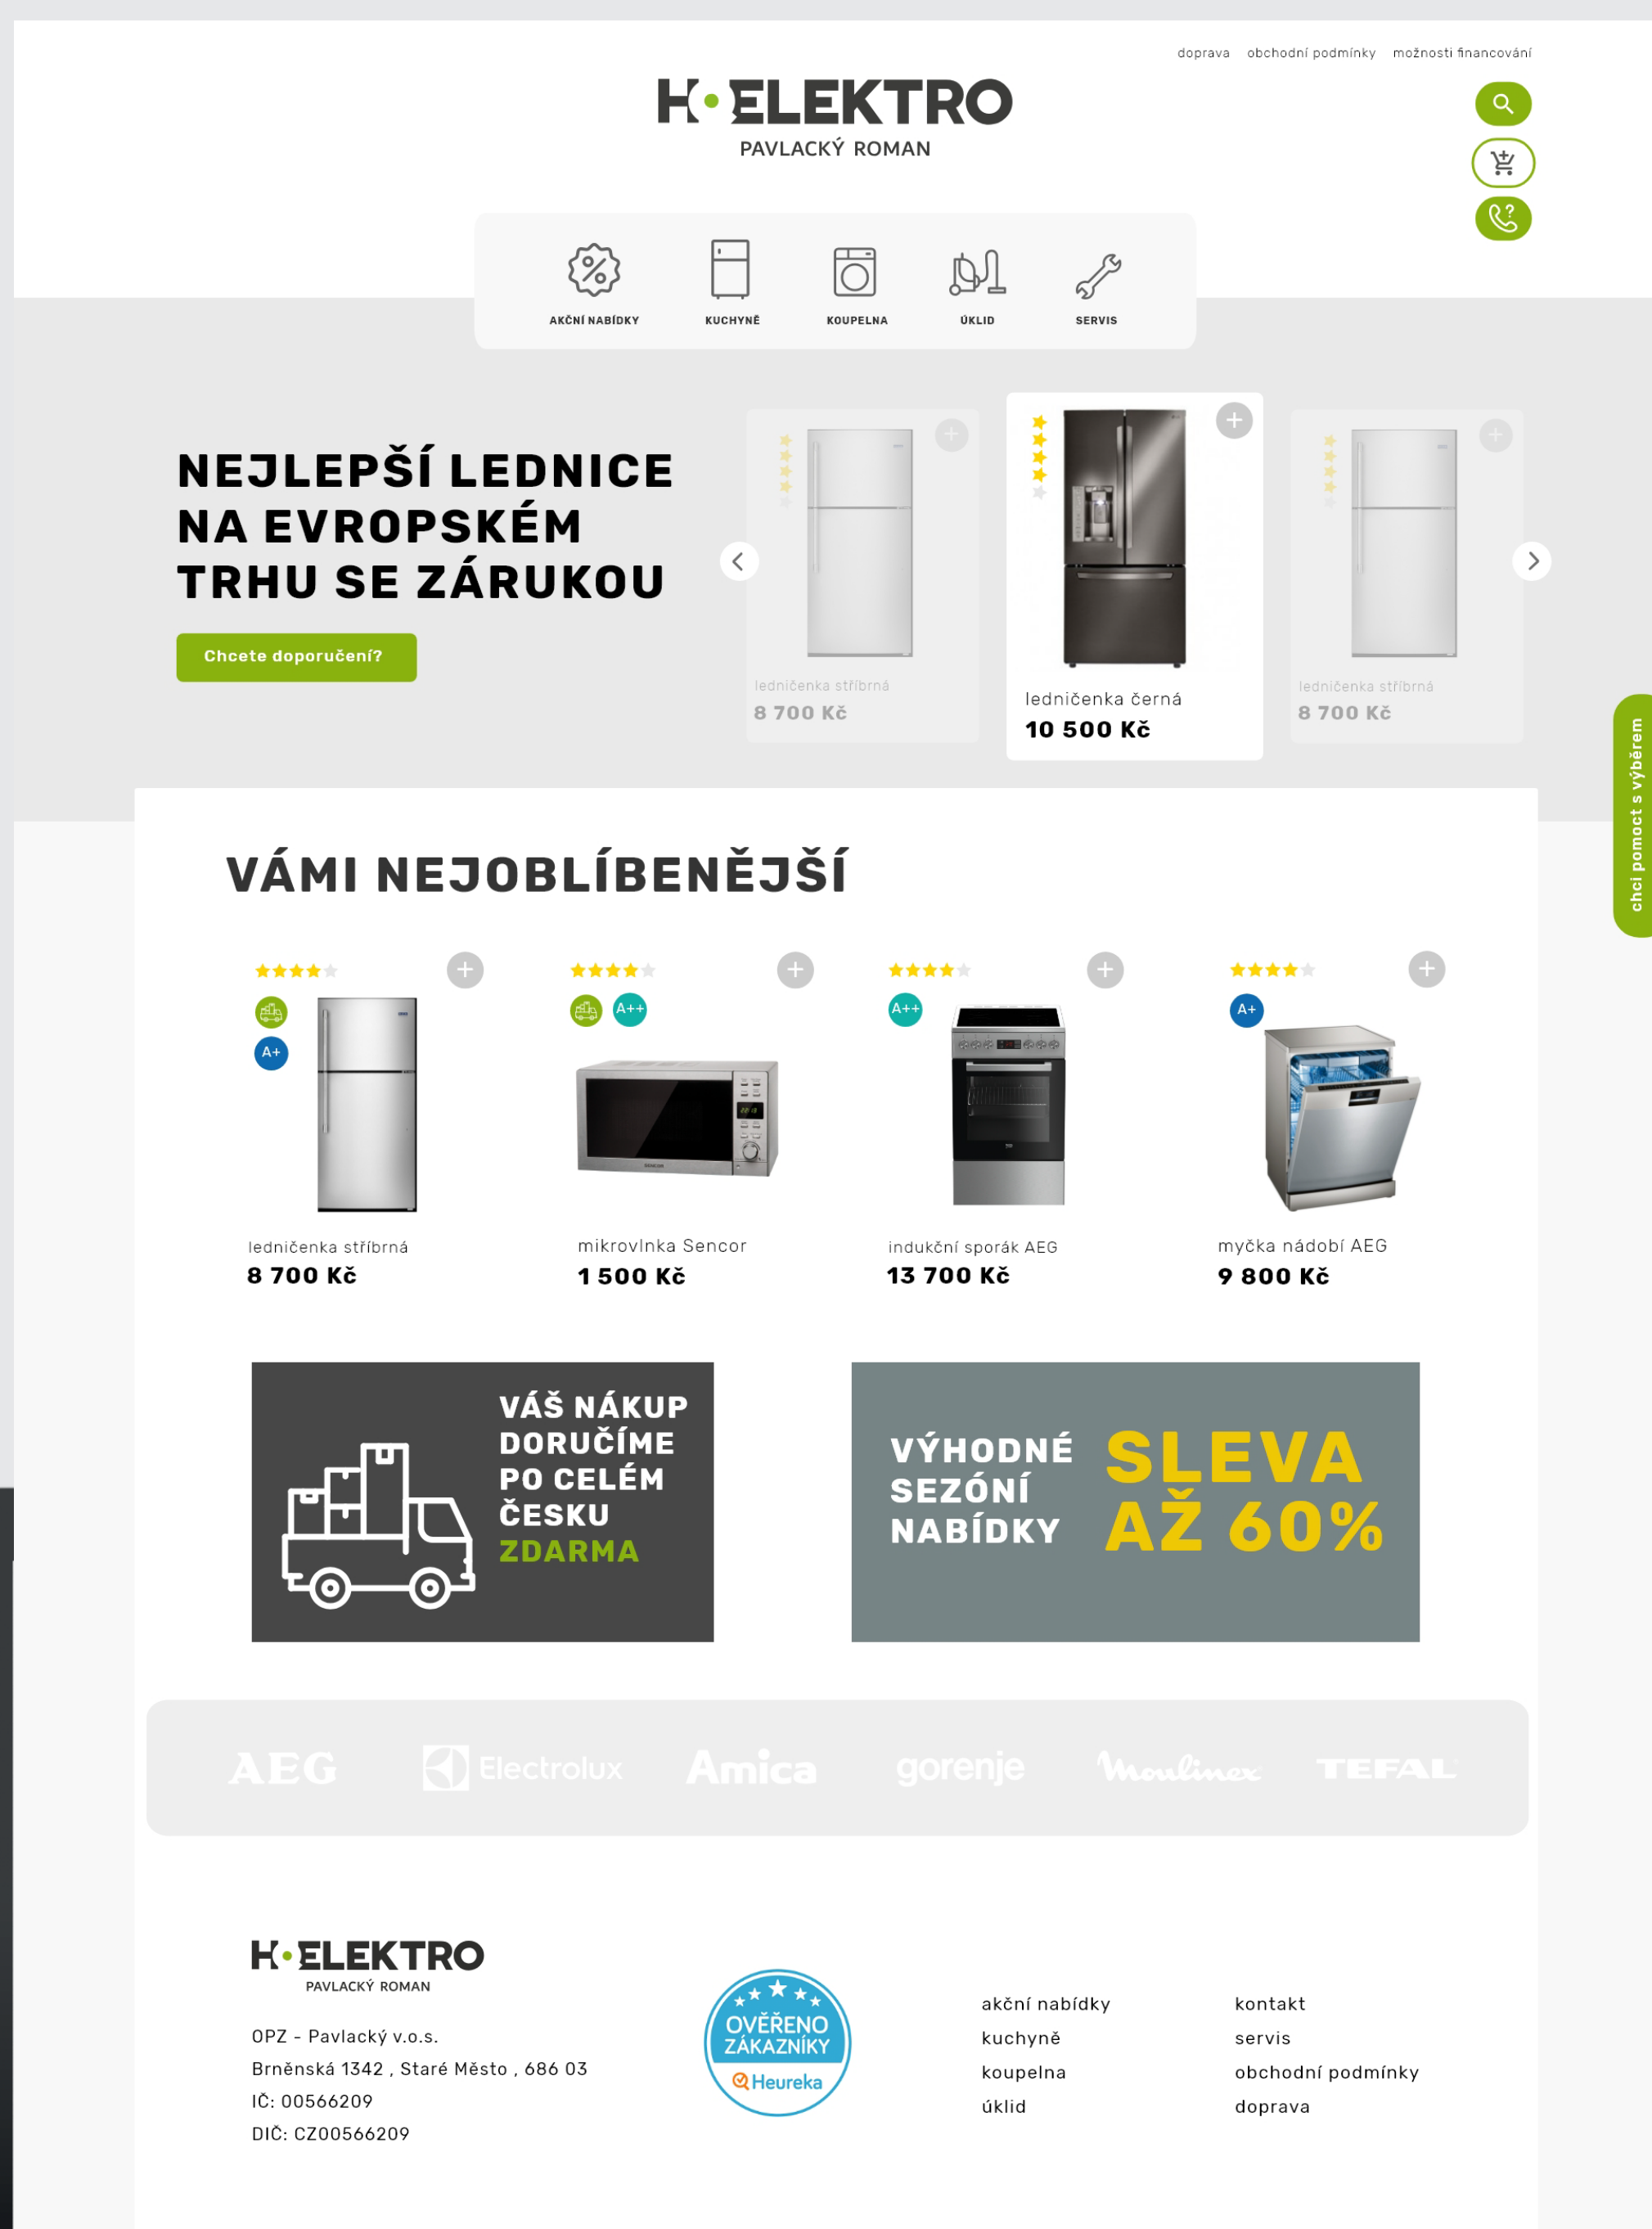 doprava obchodní podmínky možnosti financování
H·ELEKTRO
PAVLACKÝ ROMAN
AKČNÍ NABÍDKY KUCHYNĚ KOUPELNA ÚKLID SERVIS
NEJLEPŠÍ LEDNICE
NA EVROPSKÉM
TRHU SE ZÁRUKOU
Chcete doporučení?
ledničenka stříbrná
8 700 Kč
ledničenka černá
10 500 Kč
ledničenka stříbrná
8 700 Kč
chci pomoct s výběrem
VÁMI NEJOBLÍBENĚJŠÍ
A+
A++
A++
A+
SENCOR
ledničenka stříbrná
8 700 Kč
mikrovlnka Sencor
1 500 Kč
indukční sporák AEG
13 700 Kč
myčka nádobí AEG
9 800 Kč
VÁŠ NÁKUP
DORUČÍME
PO CELÉM
ČESKU
ZDARMA
VÝHODNÉ
SEZÓNÍ
NABÍDKY
SLEVA
AŽ 60%
AEG Electrolux Amica gorenje Moulinex TEFAL
H·ELEKTRO
PAVLACKÝ ROMAN
OPZ - Pavlacký v.o.s.
Brněnská 1342 , Staré Město , 686 03
IČ: 00566209
DIČ: CZ00566209
OVĚŘENO
ZÁKAZNÍKY
Heureka
akční nabídky
kuchyně
koupelna
úklid
kontakt
servis
obchodní podmínky
doprava